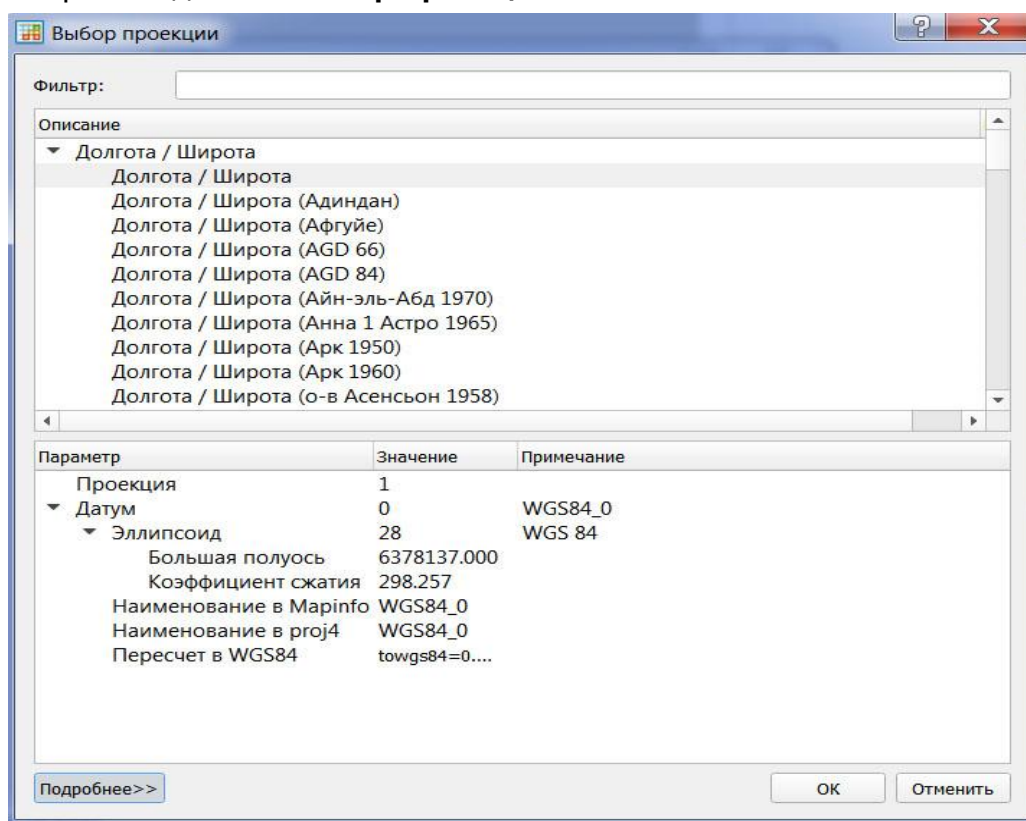 Выбор проекции
Фильтр:
Описание
Долгота / Широта
Долгота / Широта
Долгота / Широта (Адиндан)
Долгота / Широта (Афгуйе)
Долгота / Широта (AGD 66)
Долгота / Широта (AGD 84)
Долгота / Широта (Айн-эль-Абд 1970)
Долгота / Широта (Анна 1 Астро 1965)
Долгота / Широта (Арк 1950)
Долгота / Широта (Арк 1960)
Долгота / Широта (о-в Асенсьон 1958)
Параметр Значение Примечание
Проекция 1
Датум 0 WGS84_0
Эллипсоид 28 WGS 84
Большая полуось 6378137.000
Коэффициент сжатия 298.257
Наименование в Mapinfo WGS84_0
Наименование в proj4 WGS84_0
Пересчет в WGS84 towgs84=0....
Подробнее>> ОК Отменить